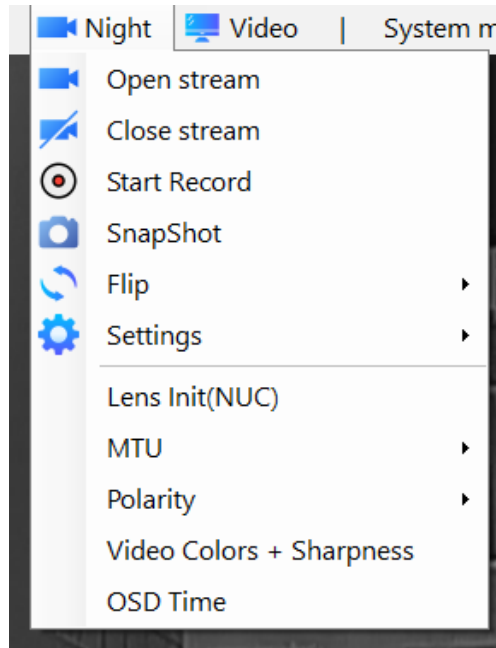 Night Video | System m
Open stream
Close stream
Start Record
SnapShot
Flip
Settings
Lens Init(NUC)
MTU
Polarity
Video Colors + Sharpness
OSD Time